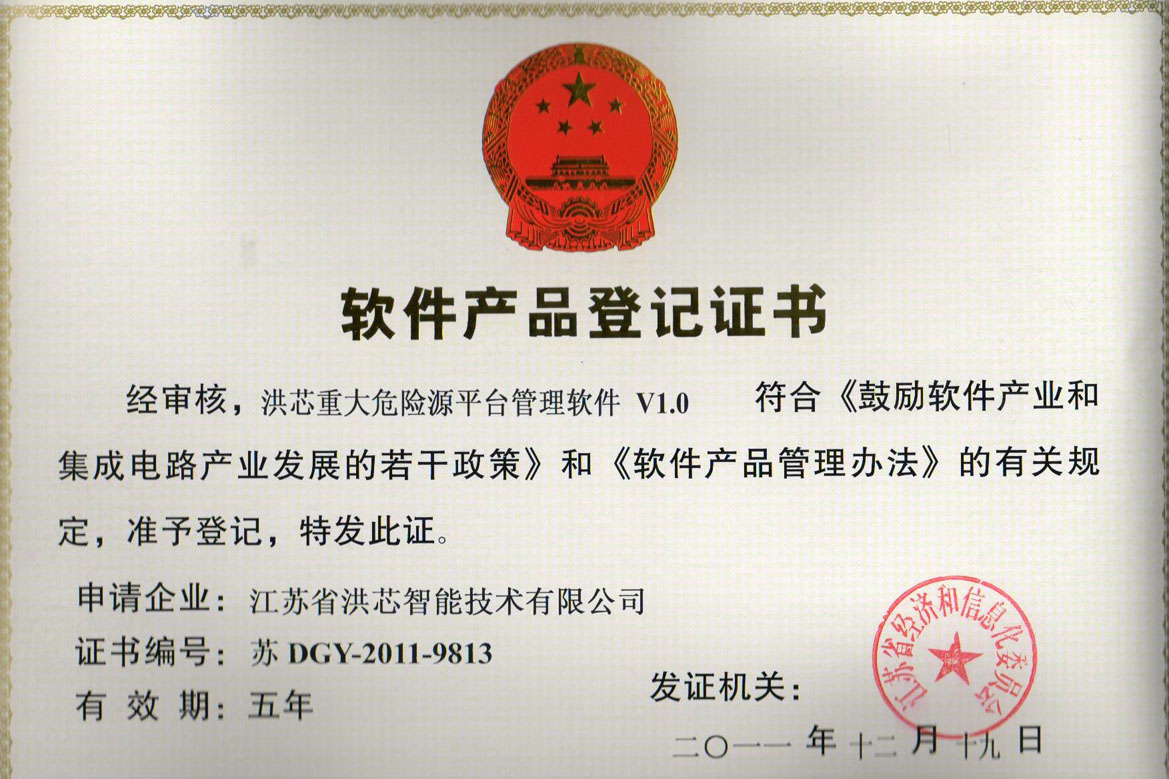 软件产品登记证书
经审核，洪芯重大危险源平台管理软件 V1.0 符合《鼓励软件产业和
集成电路产业发展的若干政策》和《软件产品管理办法》的有关规
定，准予登记，特发此证。
申请企业：江苏省洪芯智能技术有限公司
证书编号：苏 DGY-2011-9813
有效期：五年
发证机关：
江苏省经济和信息化委员会
二〇一一年十二月十九日